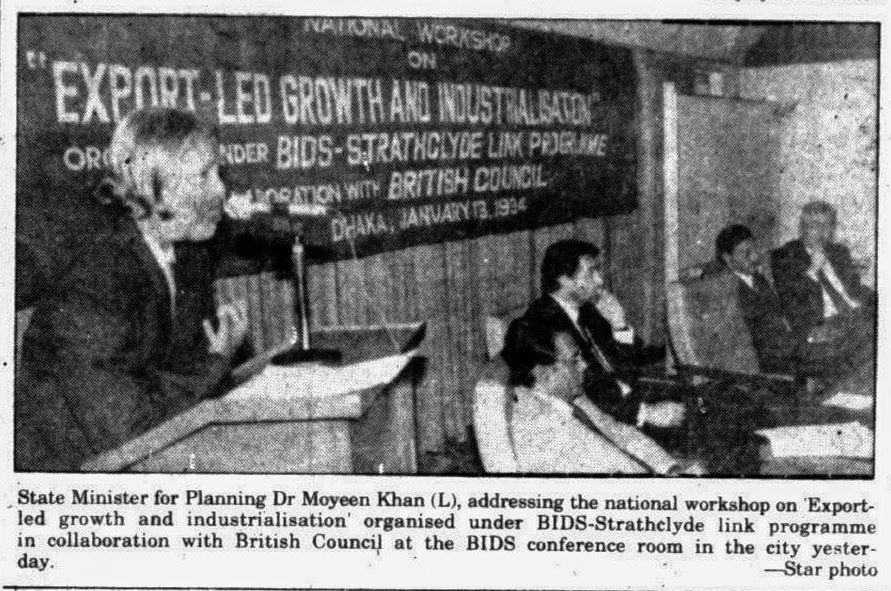 NATIONAL WORKSHOP
ON
"EXPORT-LED GROWTH AND INDUSTRIALISATION"
UNDER BIDS-STRATHCLYDE LINK PROGRAMME
WITH BRITISH COUNCIL
DHAKA, JANUARY 13, 1994
State Minister for Planning Dr Moyeen Khan (L), addressing the national workshop on 'Export-
led growth and industrialisation' organised under BIDS-Strathclyde link programme
in collaboration with British Council at the BIDS conference room in the city yester-
day.
—Star photo